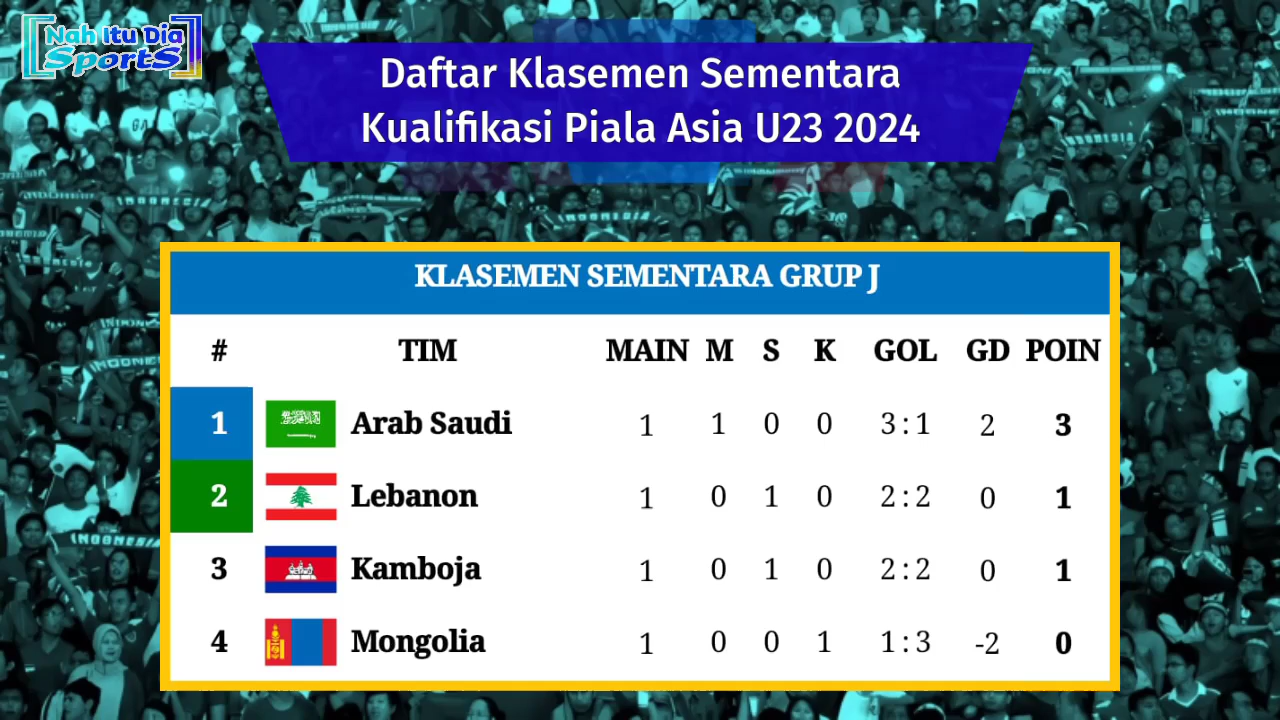 Nah Itu Dia
Sports
Daftar Klasemen Sementara
Kualifikasi Piala Asia U23 2024
KLASEMEN SEMENTARA GRUP J
# TIM MAIN M S K GOL GD POIN
1 Arab Saudi 1 1 0 0 3 : 1 2 3
2 Lebanon 1 0 1 0 2 : 2 0 1
3 Kamboja 1 0 1 0 2 : 2 0 1
4 Mongolia 1 0 0 1 1 : 3 -2 0
INDONESIA
INDONESIA
INDONESIA